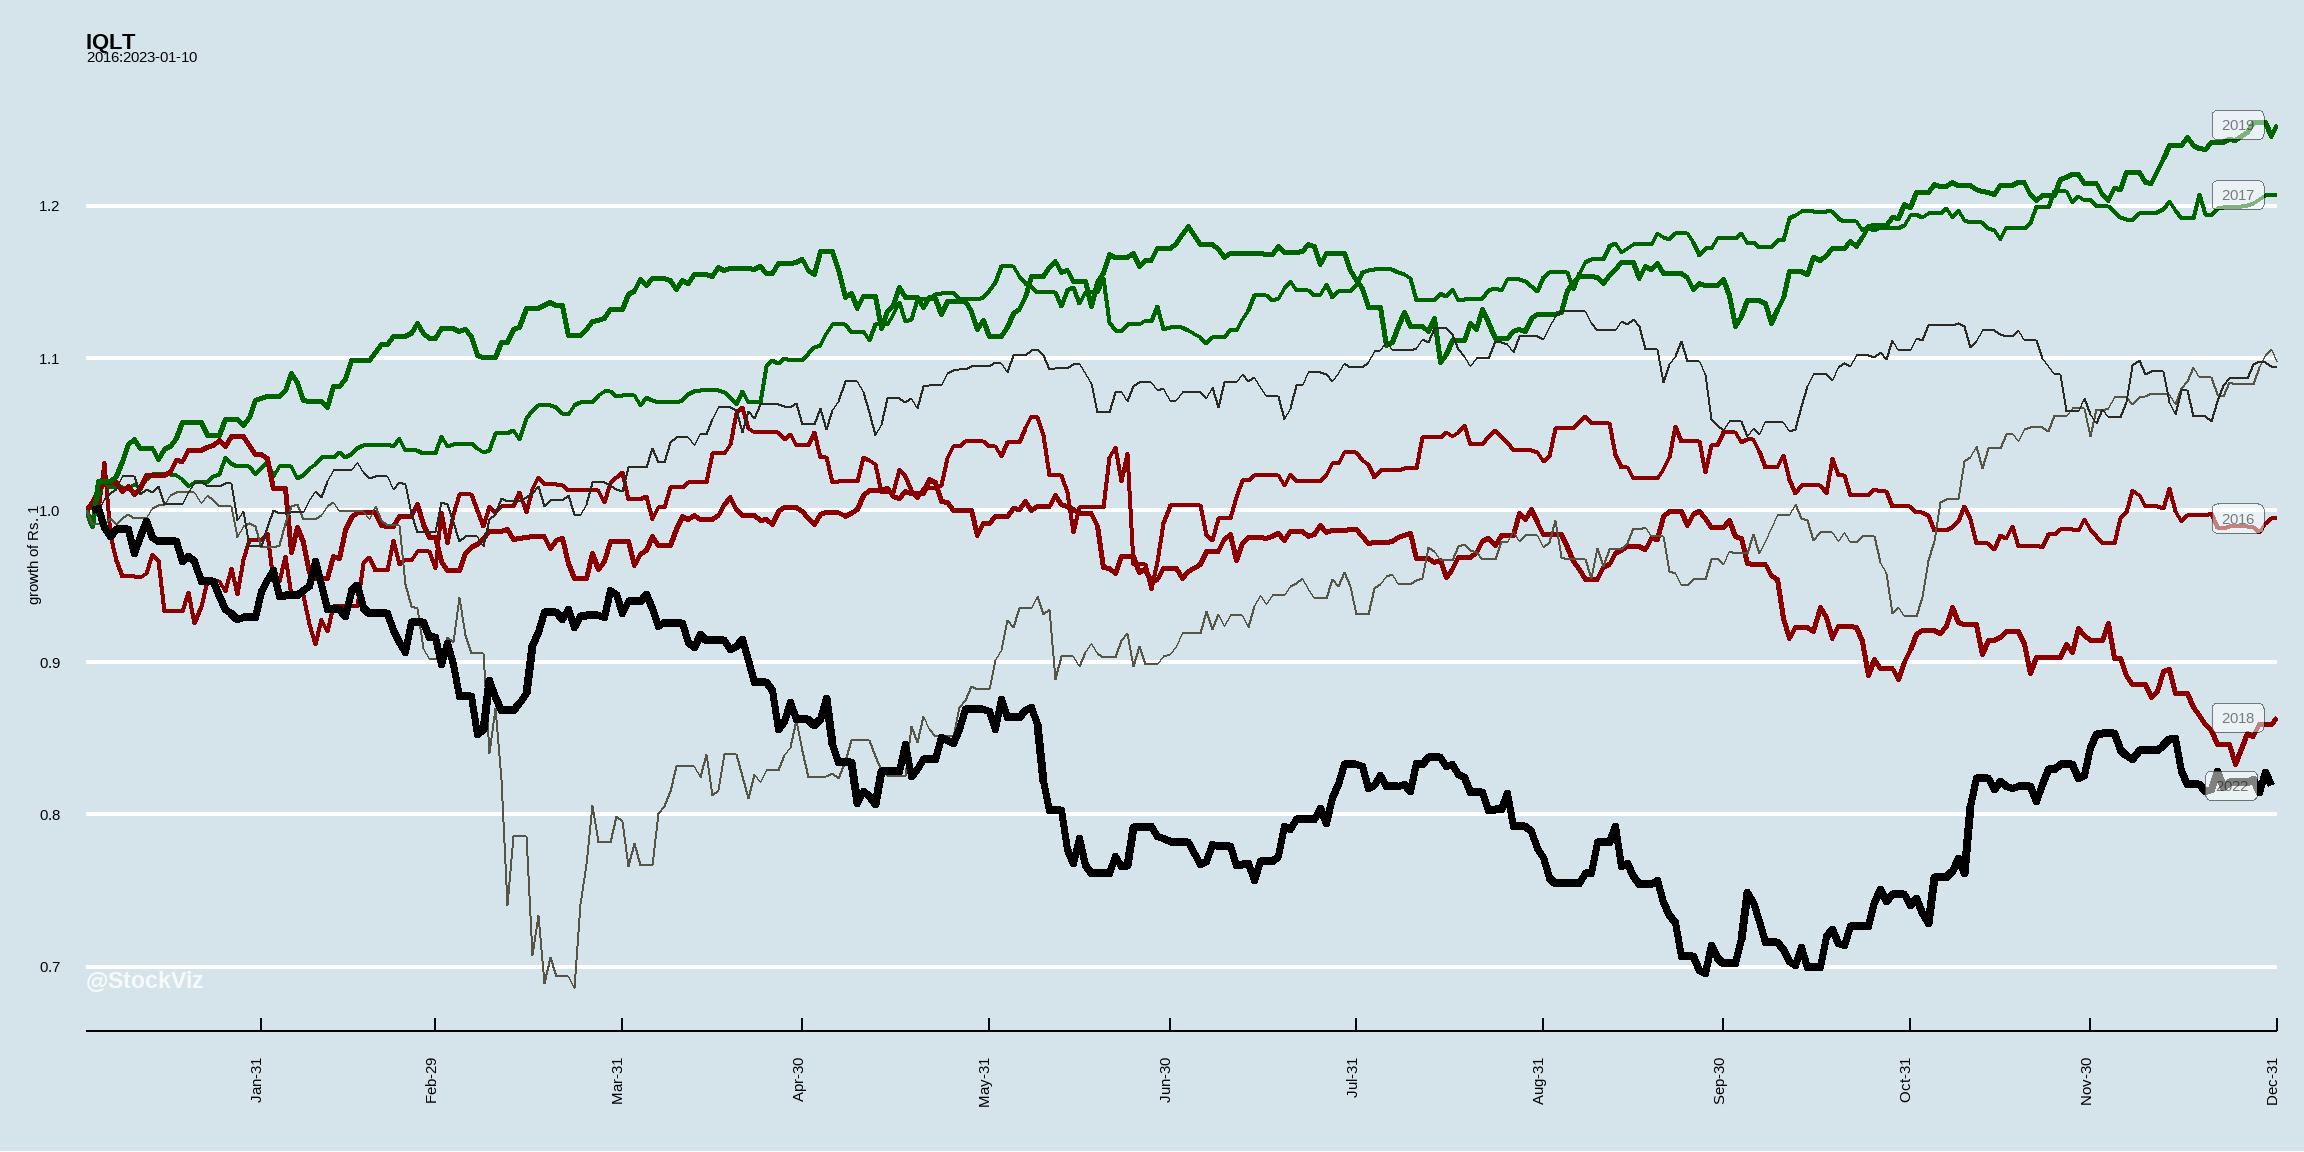 IQLT
2016:2023-01-10
2019
1.2
2017
1.1
1.0
2016
growth of Rs. 1
0.9
2018
2022
0.8
0.7
@StockViz
Jan-31
Feb-29
Mar-31
Apr-30
May-31
Jun-30
Jul-31
Aug-31
Sep-30
Oct-31
Nov-30
Dec-31